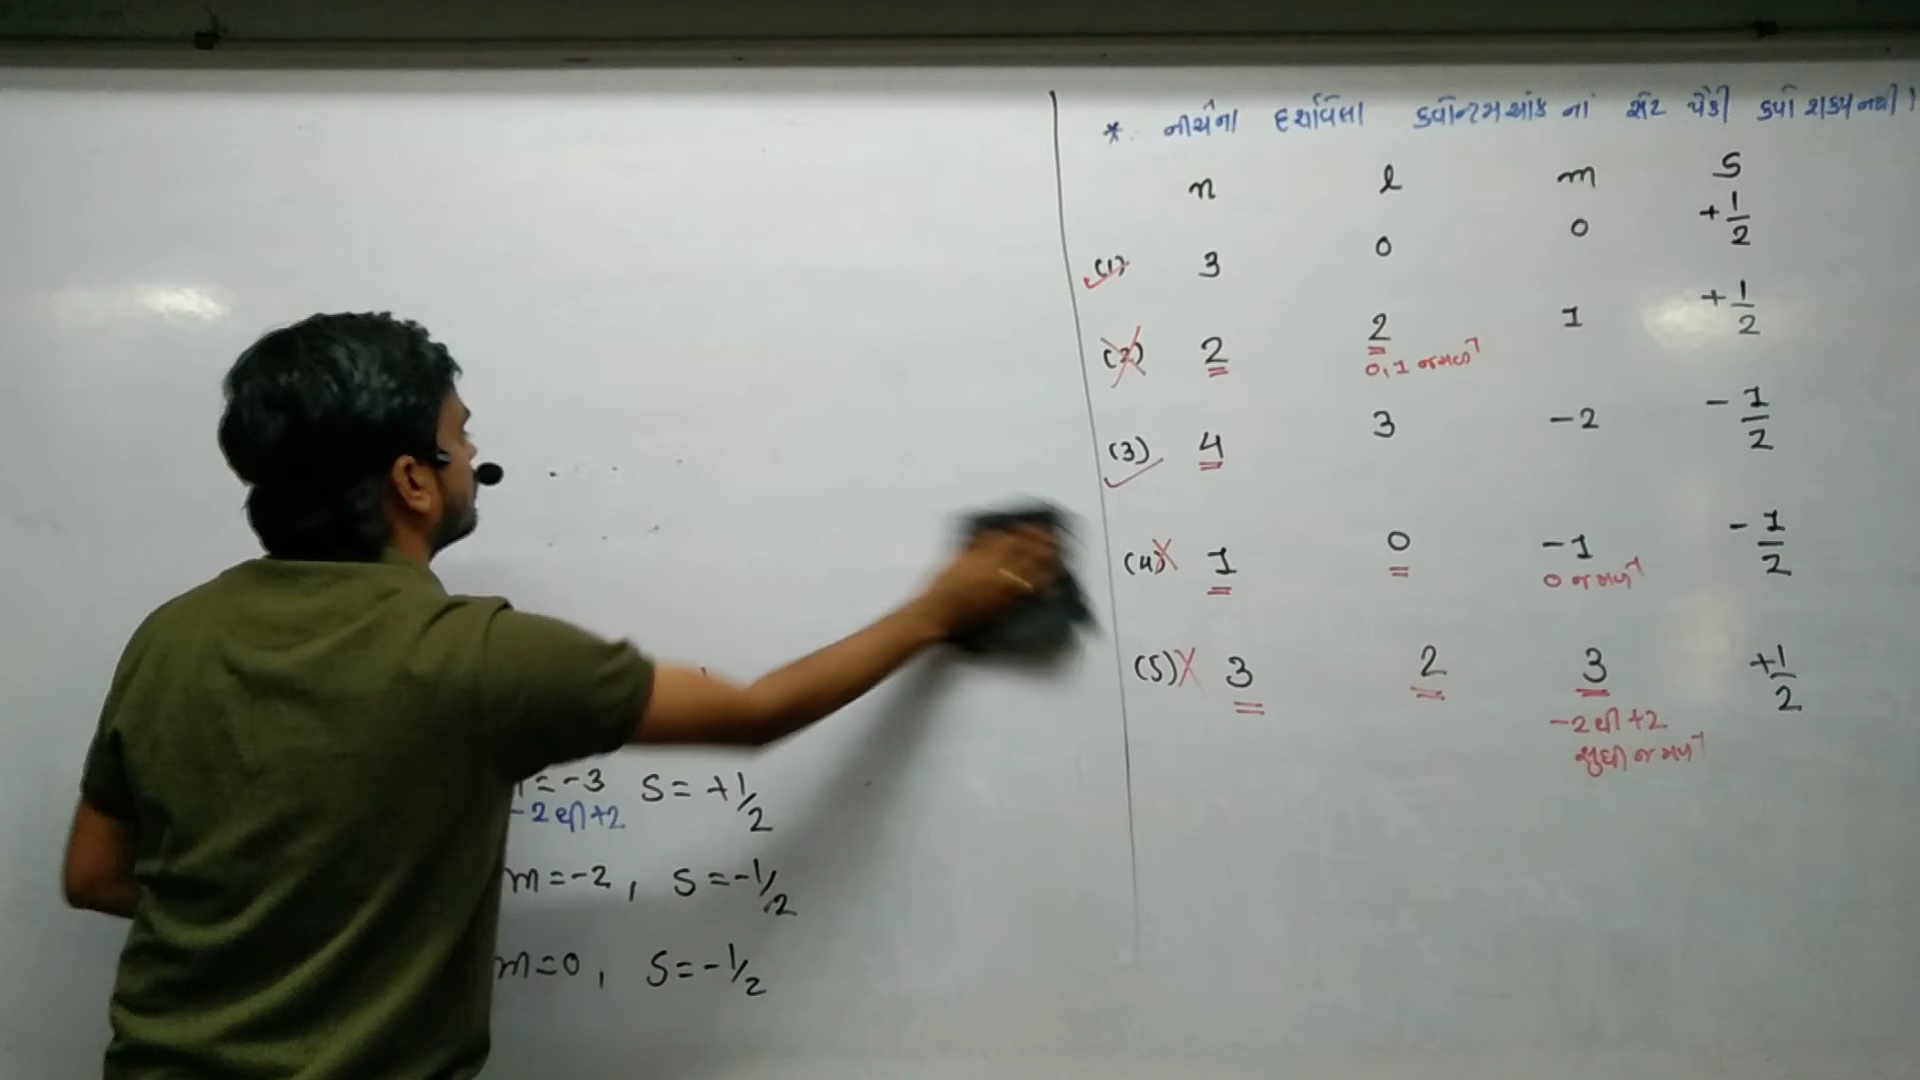 * નીચેના દર્શાવેલા ક્વોન્ટમઆંક નાં સેટ પૈકી કયો શક્ય નથી ?
n l m S
(1) 3 0 0 +1/2
(2) 2 2 1 +1/2
0, 1 જ મળે
(3) 4 3 -2 -1/2
(4) 1 0 -1 -1/2
0 જ મળે
(5) 3 2 3 +1/2
-2 થી +2
સુધી જ મળે
=-3 S=+1/2
-2 થી +2
m=-2, S=-1/2
m=0, S=-1/2